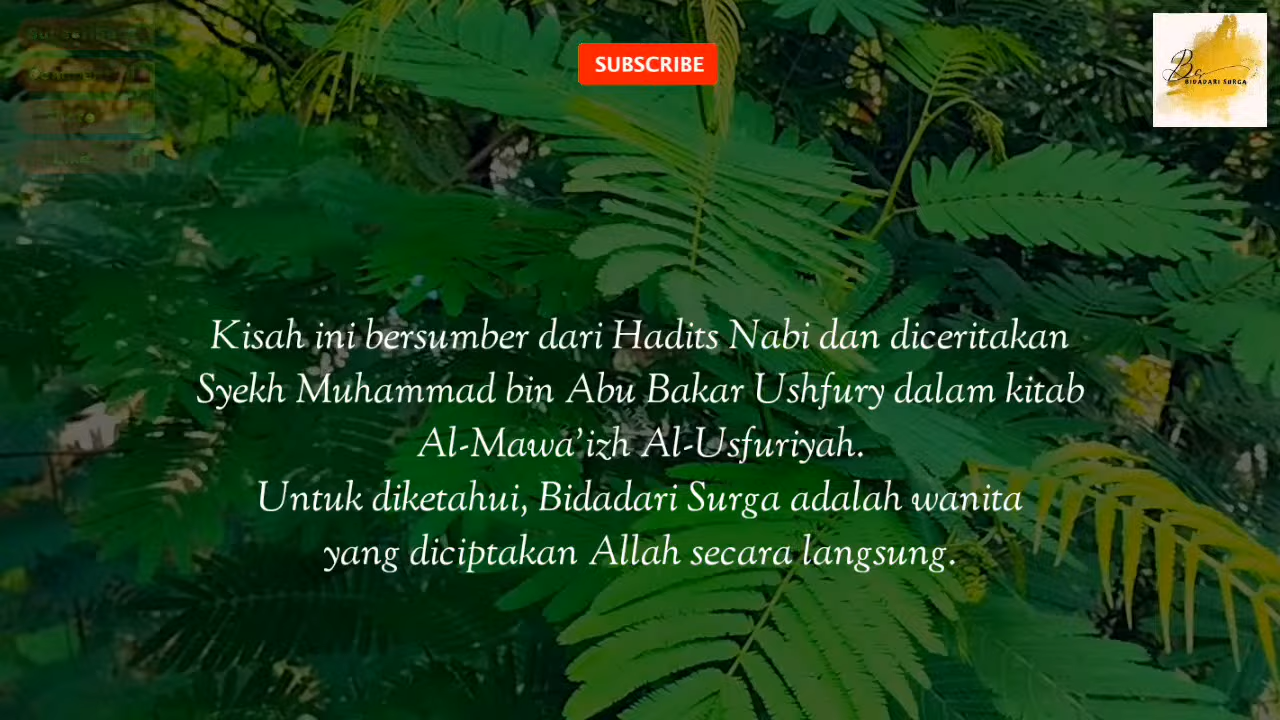 SUBSCRIBE
Bs
BIDADARI SURGA
Kisah ini bersumber dari Hadits Nabi dan diceritakan
Syekh Muhammad bin Abu Bakar Ushfury dalam kitab
Al-Mawa'izh Al-Usfuriyah.
Untuk diketahui, Bidadari Surga adalah wanita
yang diciptakan Allah secara langsung.